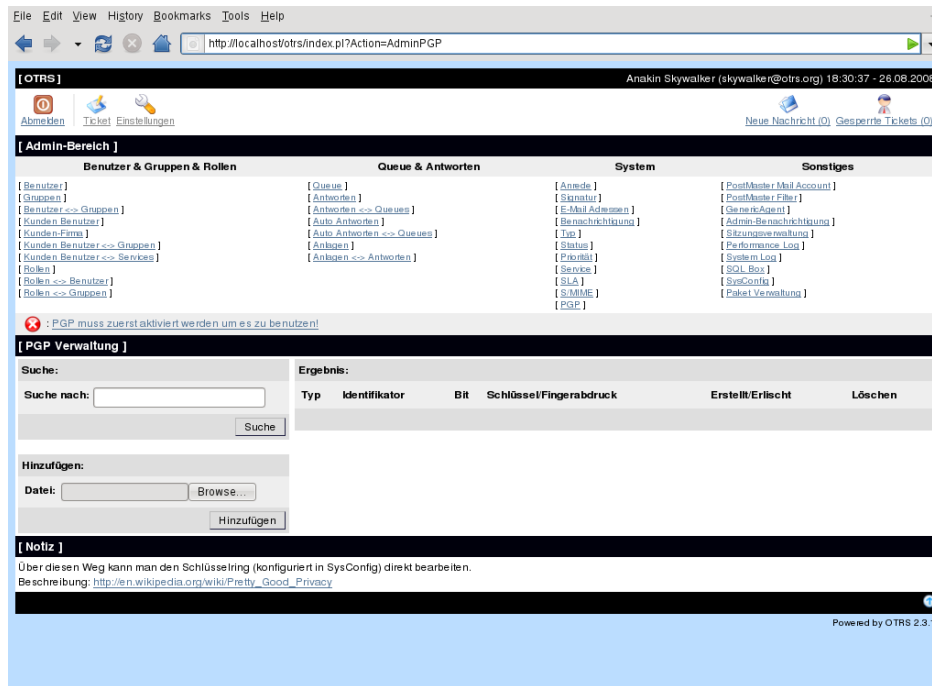 File Edit View History Bookmarks Tools Help
http://localhost/otrs/index.pl?Action=AdminPGP
[ OTRS ] Anakin Skywalker (skywalker@otrs.org) 18:30:37 - 26.08.2008
Abmelden Ticket Einstellungen Neue Nachricht (0) Gesperrte Tickets (0)
[ Admin-Bereich ]
Benutzer & Gruppen & Rollen Queue & Antworten System Sonstiges
[ Benutzer ] [ Queue ] [ Anrede ] [ PostMaster Mail Account ]
[ Gruppen ] [ Antworten ] [ Signatur ] [ PostMaster Filter ]
[ Benutzer <-> Gruppen ] [ Antworten <-> Queues ] [ E-Mail Adressen ] [ GenericAgent ]
[ Kunden Benutzer ] [ Auto Antworten ] [ Benachrichtigung ] [ Admin-Benachrichtigung ]
[ Kunden-Firma ] [ Auto Antworten <-> Queues ] [ Typ ] [ Sitzungsverwaltung ]
[ Kunden Benutzer <-> Gruppen ] [ Anlagen ] [ Status ] [ Performance Log ]
[ Kunden Benutzer <-> Services ] [ Anlagen <-> Antworten ] [ Priorität ] [ System Log ]
[ Rollen ] [ Service ] [ SQL Box ]
[ Rollen <-> Benutzer ] [ SLA ] [ SysConfig ]
[ Rollen <-> Gruppen ] [ S/MIME ] [ Paket Verwaltung ]
[ PGP ]
: PGP muss zuerst aktiviert werden um es zu benutzen!
[ PGP Verwaltung ]
Suche: Ergebnis:
Suche nach: Typ Identifikator Bit Schlüssel/Fingerabdruck Erstellt/Erlischt Löschen
Suche
Hinzufügen:
Datei: Browse...
Hinzufügen
[ Notiz ]
Über diesen Weg kann man den Schlüsselring (konfiguriert in SysConfig) direkt bearbeiten.
Beschreibung: http://en.wikipedia.org/wiki/Pretty_Good_Privacy
Powered by OTRS 2.3.